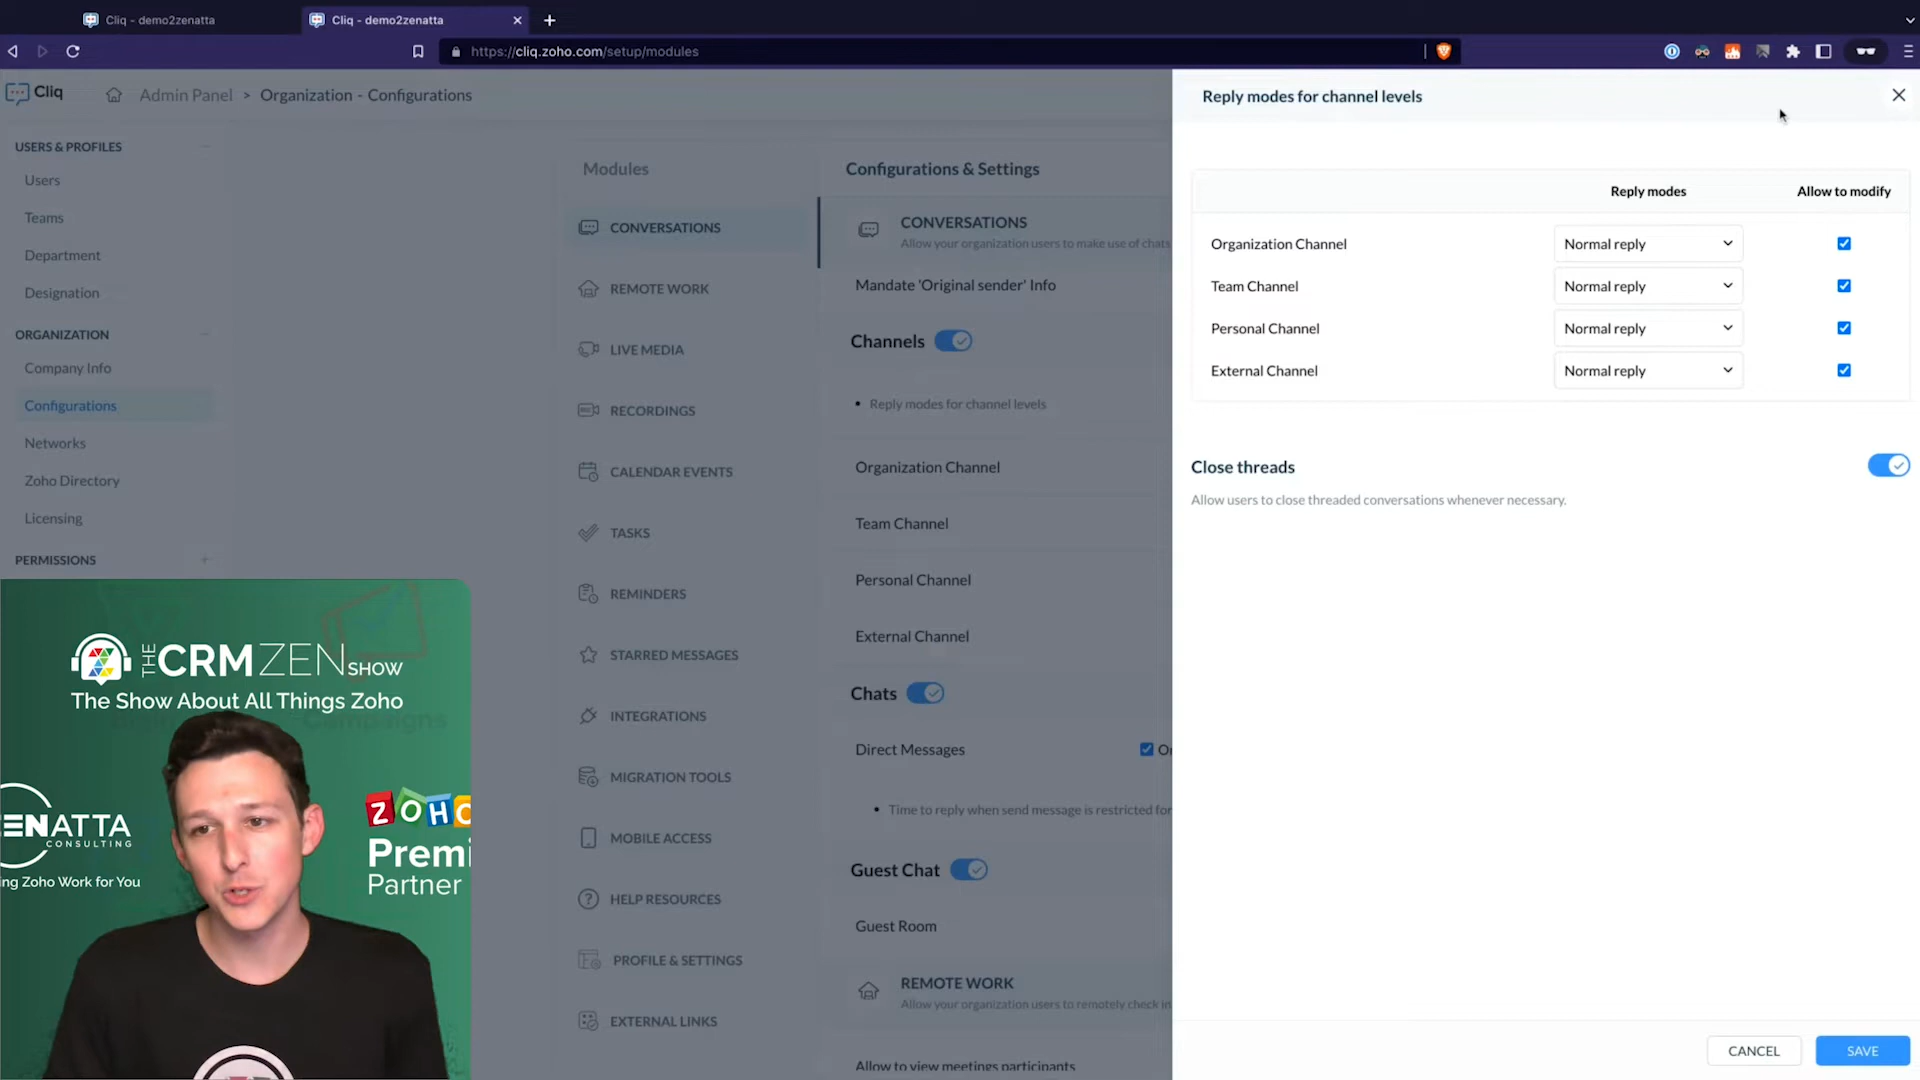 Cliq - demo2zenatta
Cliq - demo2zenatta
https://cliq.zoho.com/setup/modules
Cliq
Admin Panel > Organization - Configurations
USERS & PROFILES
Users
Teams
Department
Designation
ORGANIZATION
Company Info
Configurations
Networks
Zoho Directory
Licensing
PERMISSIONS
Modules
CONVERSATIONS
REMOTE WORK
LIVE MEDIA
RECORDINGS
CALENDAR EVENTS
TASKS
REMINDERS
STARRED MESSAGES
INTEGRATIONS
MIGRATION TOOLS
MOBILE ACCESS
HELP RESOURCES
PROFILE & SETTINGS
EXTERNAL LINKS
Configurations & Settings
CONVERSATIONS
Allow your organization users to make use of chats
Mandate 'Original sender' Info
Channels
• Reply modes for channel levels
Organization Channel
Team Channel
Personal Channel
External Channel
Chats
Direct Messages
• Time to reply when send message is restricted for
Guest Chat
Guest Room
REMOTE WORK
Allow your organization users to remotely check in
Allow to view meetings participants
Reply modes for channel levels
Reply modes Allow to modify
Organization Channel Normal reply
Team Channel Normal reply
Personal Channel Normal reply
External Channel Normal reply
Close threads
Allow users to close threaded conversations whenever necessary.
CANCEL SAVE
THE CRMZEN SHOW
The Show About All Things Zoho
Campaigns
ENATTA
CONSULTING
ing Zoho Work for You
ZOHO
Premi
Partner